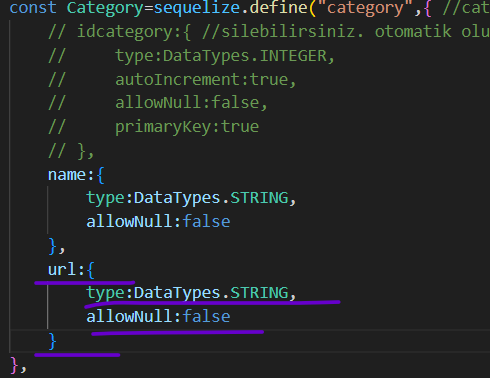 const Category=sequelize.define("category",{ //cat
// idcategory:{ //silebilirsiniz. otomatik olu
// type:DataTypes.INTEGER,
// autoIncrement:true,
// allowNull:false,
// primaryKey:true
// },
name:{
type:DataTypes.STRING,
allowNull:false
},
url:{
type:DataTypes.STRING,
allowNull:false
}
},